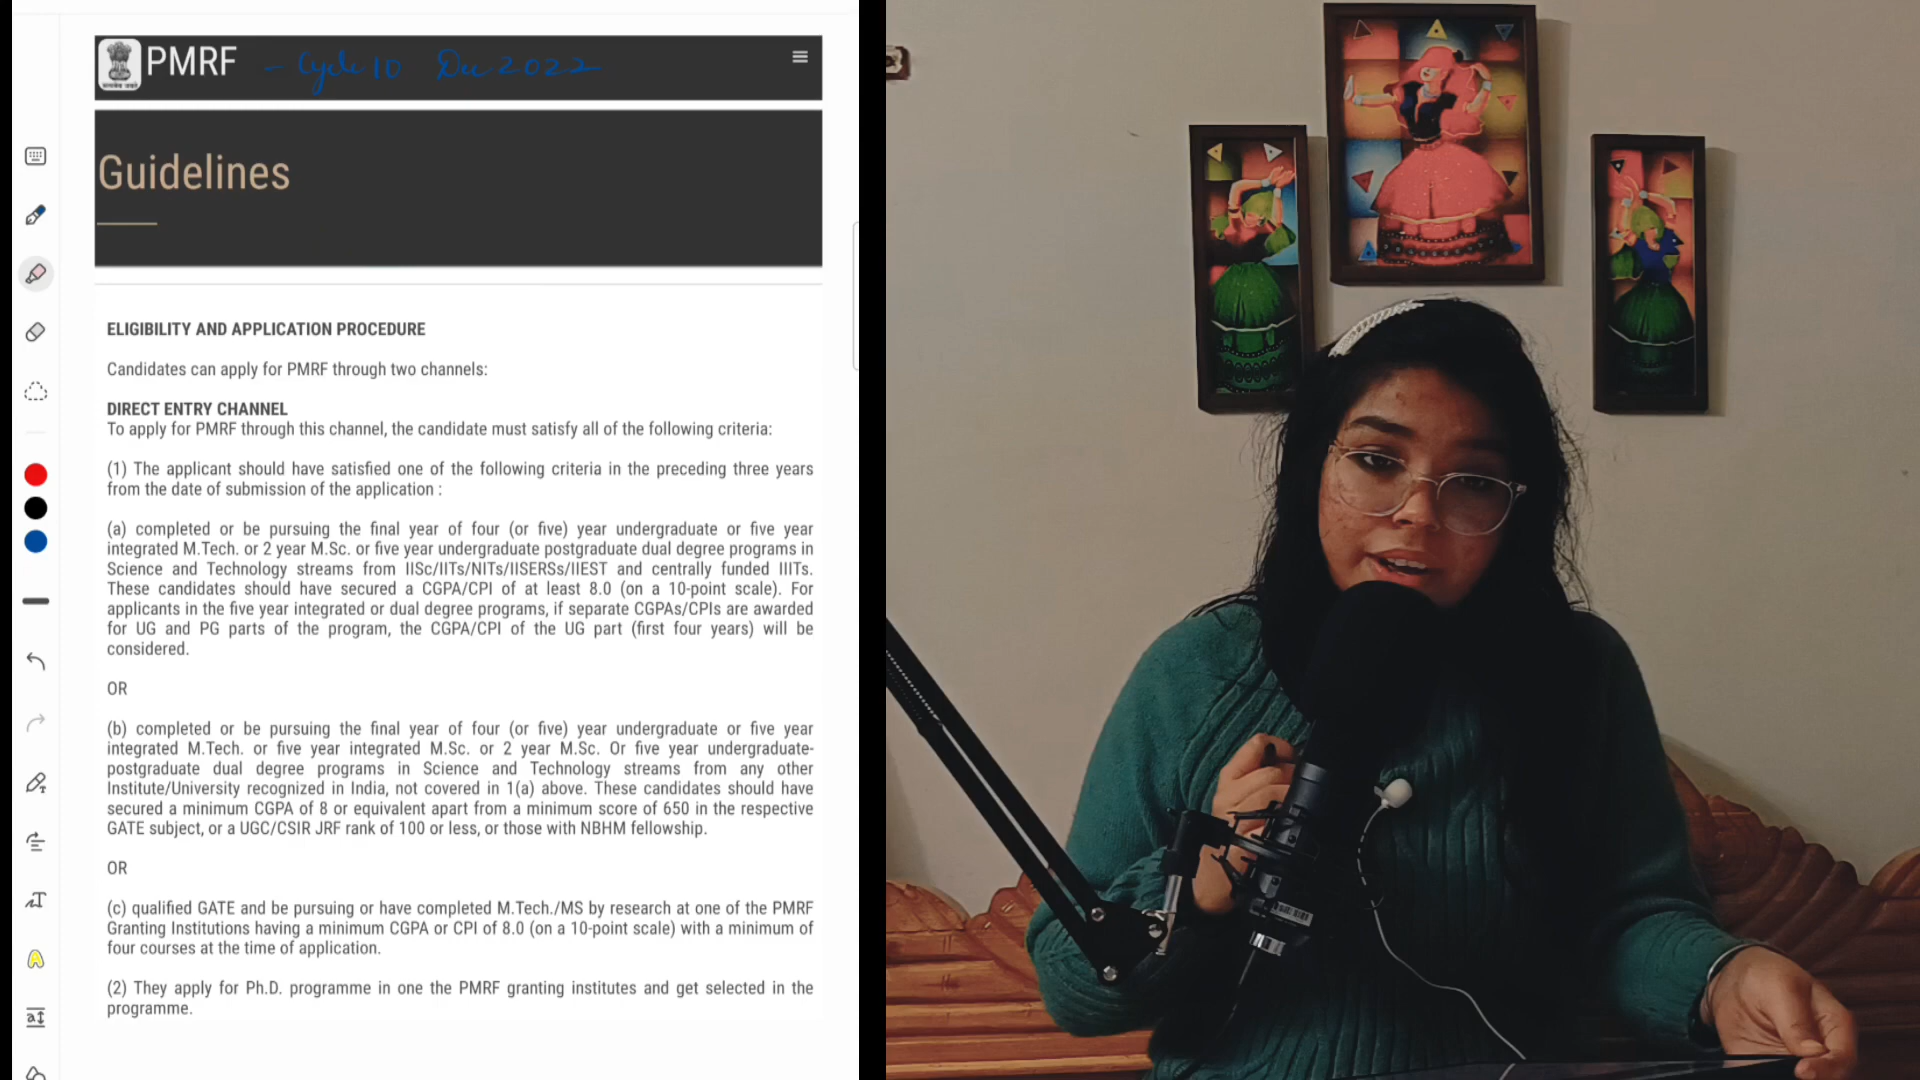 PMRF - Cycle 10 Dec 2022
Guidelines
ELIGIBILITY AND APPLICATION PROCEDURE
Candidates can apply for PMRF through two channels:
DIRECT ENTRY CHANNEL
To apply for PMRF through this channel, the candidate must satisfy all of the following criteria:
(1) The applicant should have satisfied one of the following criteria in the preceding three years
from the date of submission of the application :
(a) completed or be pursuing the final year of four (or five) year undergraduate or five year
integrated M.Tech. or 2 year M.Sc. or five year undergraduate postgraduate dual degree programs in
Science and Technology streams from IISc/IITs/NITs/IISERSs/IIEST and centrally funded IIITs.
These candidates should have secured a CGPA/CPI of at least 8.0 (on a 10-point scale). For
applicants in the five year integrated or dual degree programs, if separate CGPAs/CPIs are awarded
for UG and PG parts of the program, the CGPA/CPI of the UG part (first four years) will be
considered.
OR
(b) completed or be pursuing the final year of four (or five) year undergraduate or five year
integrated M.Tech. or five year integrated M.Sc. or 2 year M.Sc. Or five year undergraduate-
postgraduate dual degree programs in Science and Technology streams from any other
Institute/University recognized in India, not covered in 1(a) above. These candidates should have
secured a minimum CGPA of 8 or equivalent apart from a minimum score of 650 in the respective
GATE subject, or a UGC/CSIR JRF rank of 100 or less, or those with NBHM fellowship.
OR
(c) qualified GATE and be pursuing or have completed M.Tech./MS by research at one of the PMRF
Granting Institutions having a minimum CGPA or CPI of 8.0 (on a 10-point scale) with a minimum of
four courses at the time of application.
(2) They apply for Ph.D. programme in one the PMRF granting institutes and get selected in the
programme.